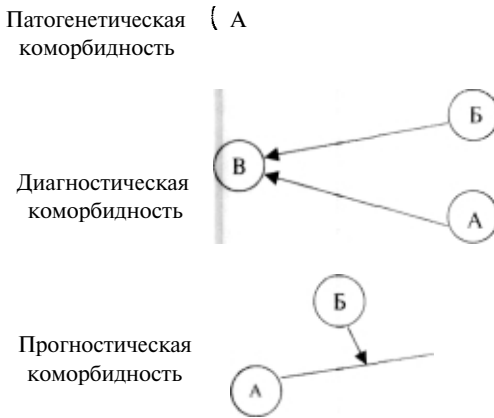 Патогенетическая
коморбидность
( А
Б
В
Диагностическая
коморбидность
А
Б
Прогностическая
коморбидность
А